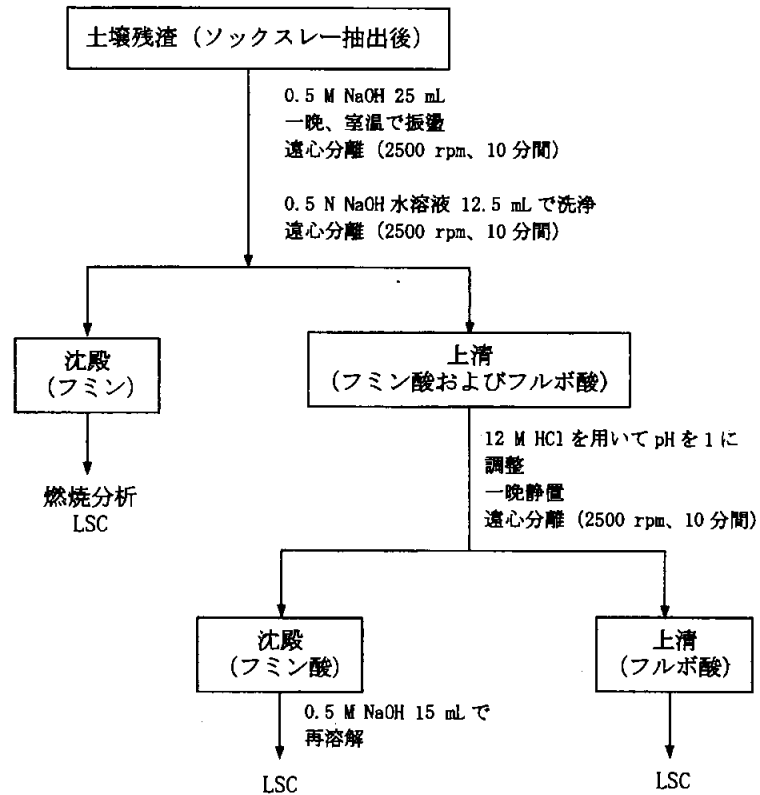 土壌残渣（ソックスレー抽出後）
0.5 M NaOH 25 mL
一晩、室温で振盪
遠心分離（2500 rpm、10 分間）
0.5 N NaOH 水溶液 12.5 mL で洗浄
遠心分離（2500 rpm、10 分間）
沈殿
（フミン）
上清
（フミン酸およびフルボ酸）
燃焼分析
LSC
12 M HCl を用いて pH を 1 に
調整
一晩静置
遠心分離（2500 rpm、10 分間）
沈殿
（フミン酸）
上清
（フルボ酸）
0.5 M NaOH 15 mL で
再溶解
LSC
LSC